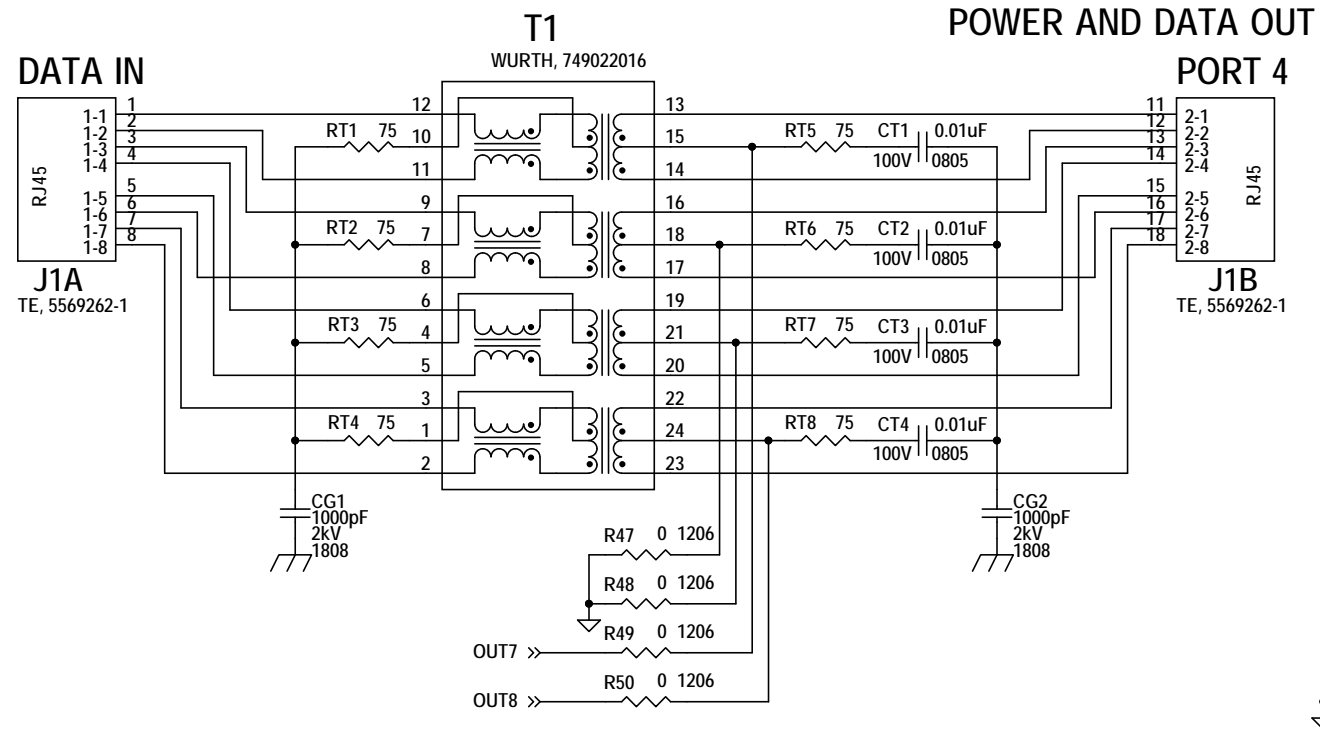 POWER AND DATA OUT
T1
WURTH, 749022016
DATA IN
PORT 4
RJ45
1-1 1
1-2 2
1-3 3
1-4 4
1-5 5
1-6 6
1-7 7
1-8 8
J1A
TE, 5569262-1
12
10
11
9
7
8
6
4
5
3
1
2
13
15
14
16
18
17
19
21
20
22
24
23
RT1 75
RT2 75
RT3 75
RT4 75
RT5 75 CT1 0.01uF
100V 0805
RT6 75 CT2 0.01uF
100V 0805
RT7 75 CT3 0.01uF
100V 0805
RT8 75 CT4 0.01uF
100V 0805
11 2-1
12 2-2
13 2-3
14 2-4
15 2-5
16 2-6
17 2-7
18 2-8
RJ45
J1B
TE, 5569262-1
CG1
1000pF
2kV
1808
CG2
1000pF
2kV
1808
R47 0 1206
R48 0 1206
R49 0 1206
OUT7
R50 0 1206
OUT8